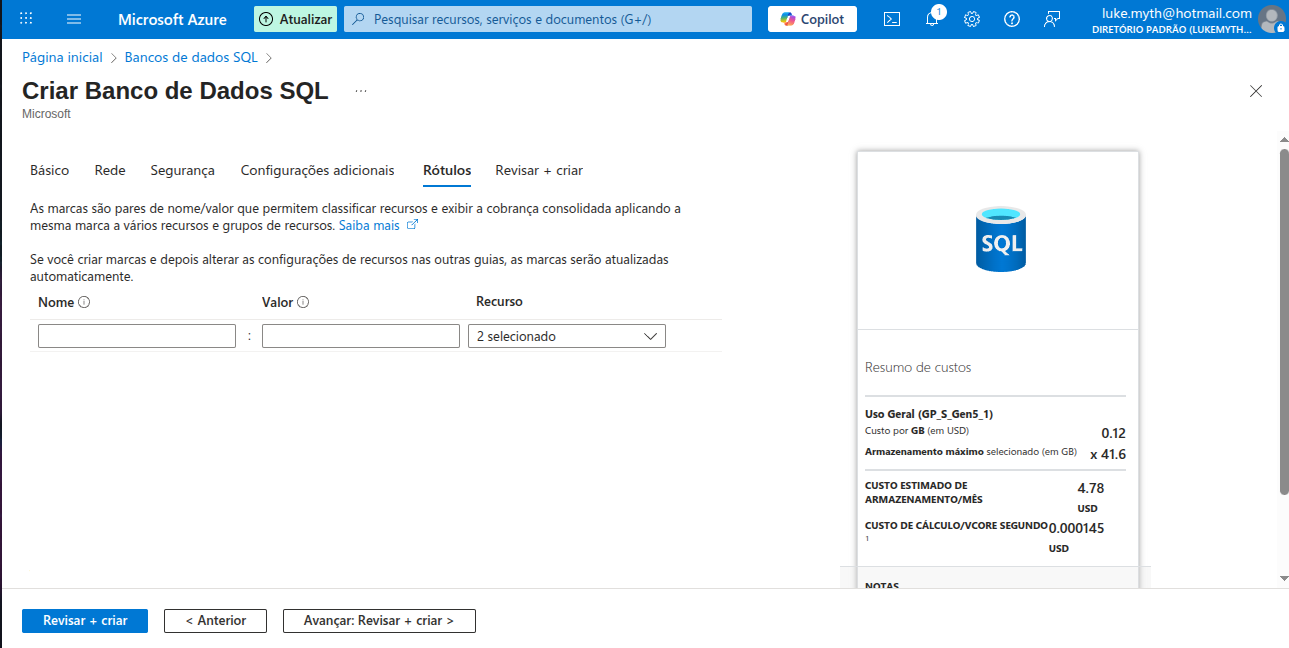 Microsoft Azure
Atualizar
Pesquisar recursos, serviços e documentos (G+/)
Copilot
1
luke.myth@hotmail.com
DIRETÓRIO PADRÃO (LUKEMYTH...
Página inicial > Bancos de dados SQL >
Criar Banco de Dados SQL ...
Microsoft
Básico Rede Segurança Configurações adicionais Rótulos Revisar + criar
As marcas são pares de nome/valor que permitem classificar recursos e exibir a cobrança consolidada aplicando a
mesma marca a vários recursos e grupos de recursos. Saiba mais
Se você criar marcas e depois alterar as configurações de recursos nas outras guias, as marcas serão atualizadas
automaticamente.
Nome Valor Recurso
: 2 selecionado
SQL
Resumo de custos
Uso Geral (GP_S_Gen5_1)
Custo por GB (em USD) 0.12
Armazenamento máximo selecionado (em GB) x 41.6
CUSTO ESTIMADO DE
ARMAZENAMENTO/MÊS
4.78
USD
CUSTO DE CÁLCULO/VCORE SEGUNDO
1
0.000145
USD
NOTAS
Revisar + criar
< Anterior
Avançar: Revisar + criar >